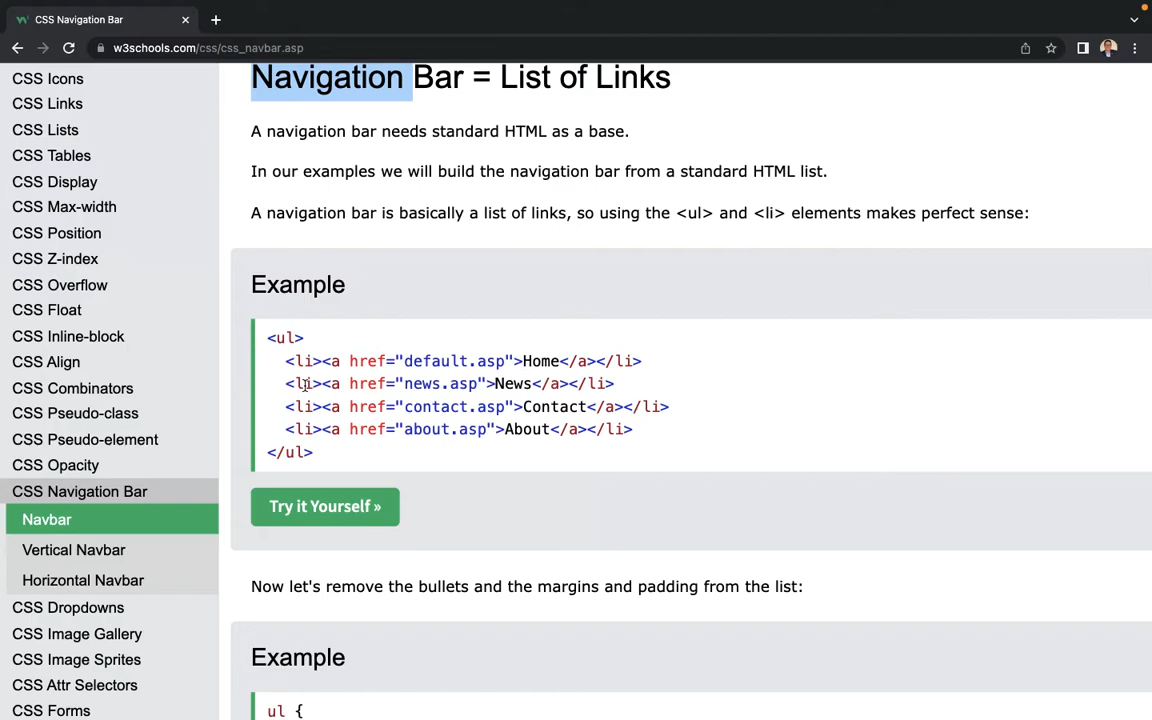 CSS Navigation Bar
w3schools.com/css/css_navbar.asp
CSS Icons
CSS Links
CSS Lists
CSS Tables
CSS Display
CSS Max-width
CSS Position
CSS Z-index
CSS Overflow
CSS Float
CSS Inline-block
CSS Align
CSS Combinators
CSS Pseudo-class
CSS Pseudo-element
CSS Opacity
CSS Navigation Bar
Navbar
Vertical Navbar
Horizontal Navbar
CSS Dropdowns
CSS Image Gallery
CSS Image Sprites
CSS Attr Selectors
CSS Forms
Navigation Bar = List of Links
A navigation bar needs standard HTML as a base.
In our examples we will build the navigation bar from a standard HTML list.
A navigation bar is basically a list of links, so using the <ul> and <li> elements makes perfect sense:
Example
<ul>
  <li><a href="default.asp">Home</a></li>
  <li><a href="news.asp">News</a></li>
  <li><a href="contact.asp">Contact</a></li>
  <li><a href="about.asp">About</a></li>
</ul>
Try it Yourself »
Now let's remove the bullets and the margins and padding from the list:
Example
ul {